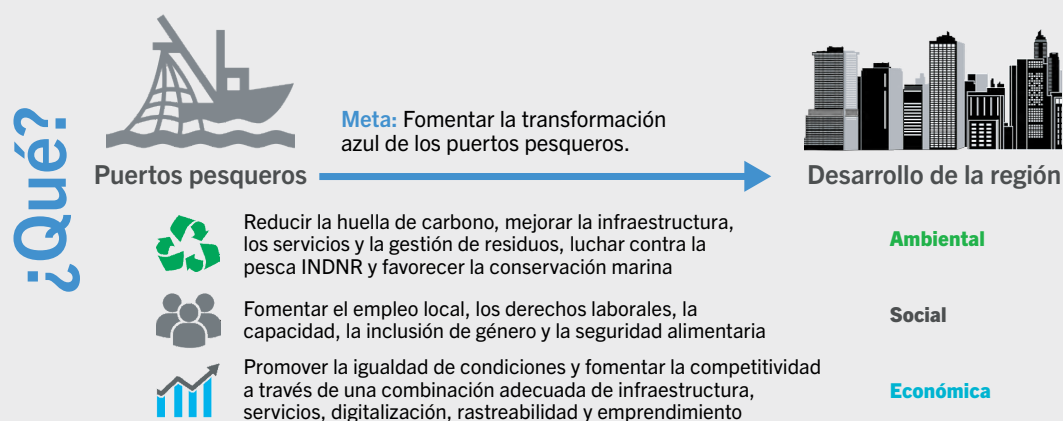 ¿Qué?
Meta: Fomentar la transformación
azul de los puertos pesqueros.
Puertos pesqueros
Desarrollo de la región
Reducir la huella de carbono, mejorar la infraestructura,
los servicios y la gestión de residuos, luchar contra la
pesca INDNR y favorecer la conservación marina
Ambiental
Fomentar el empleo local, los derechos laborales, la
capacidad, la inclusión de género y la seguridad alimentaria
Social
Promover la igualdad de condiciones y fomentar la competitividad
a través de una combinación adecuada de infraestructura,
servicios, digitalización, rastreabilidad y emprendimiento
Económica